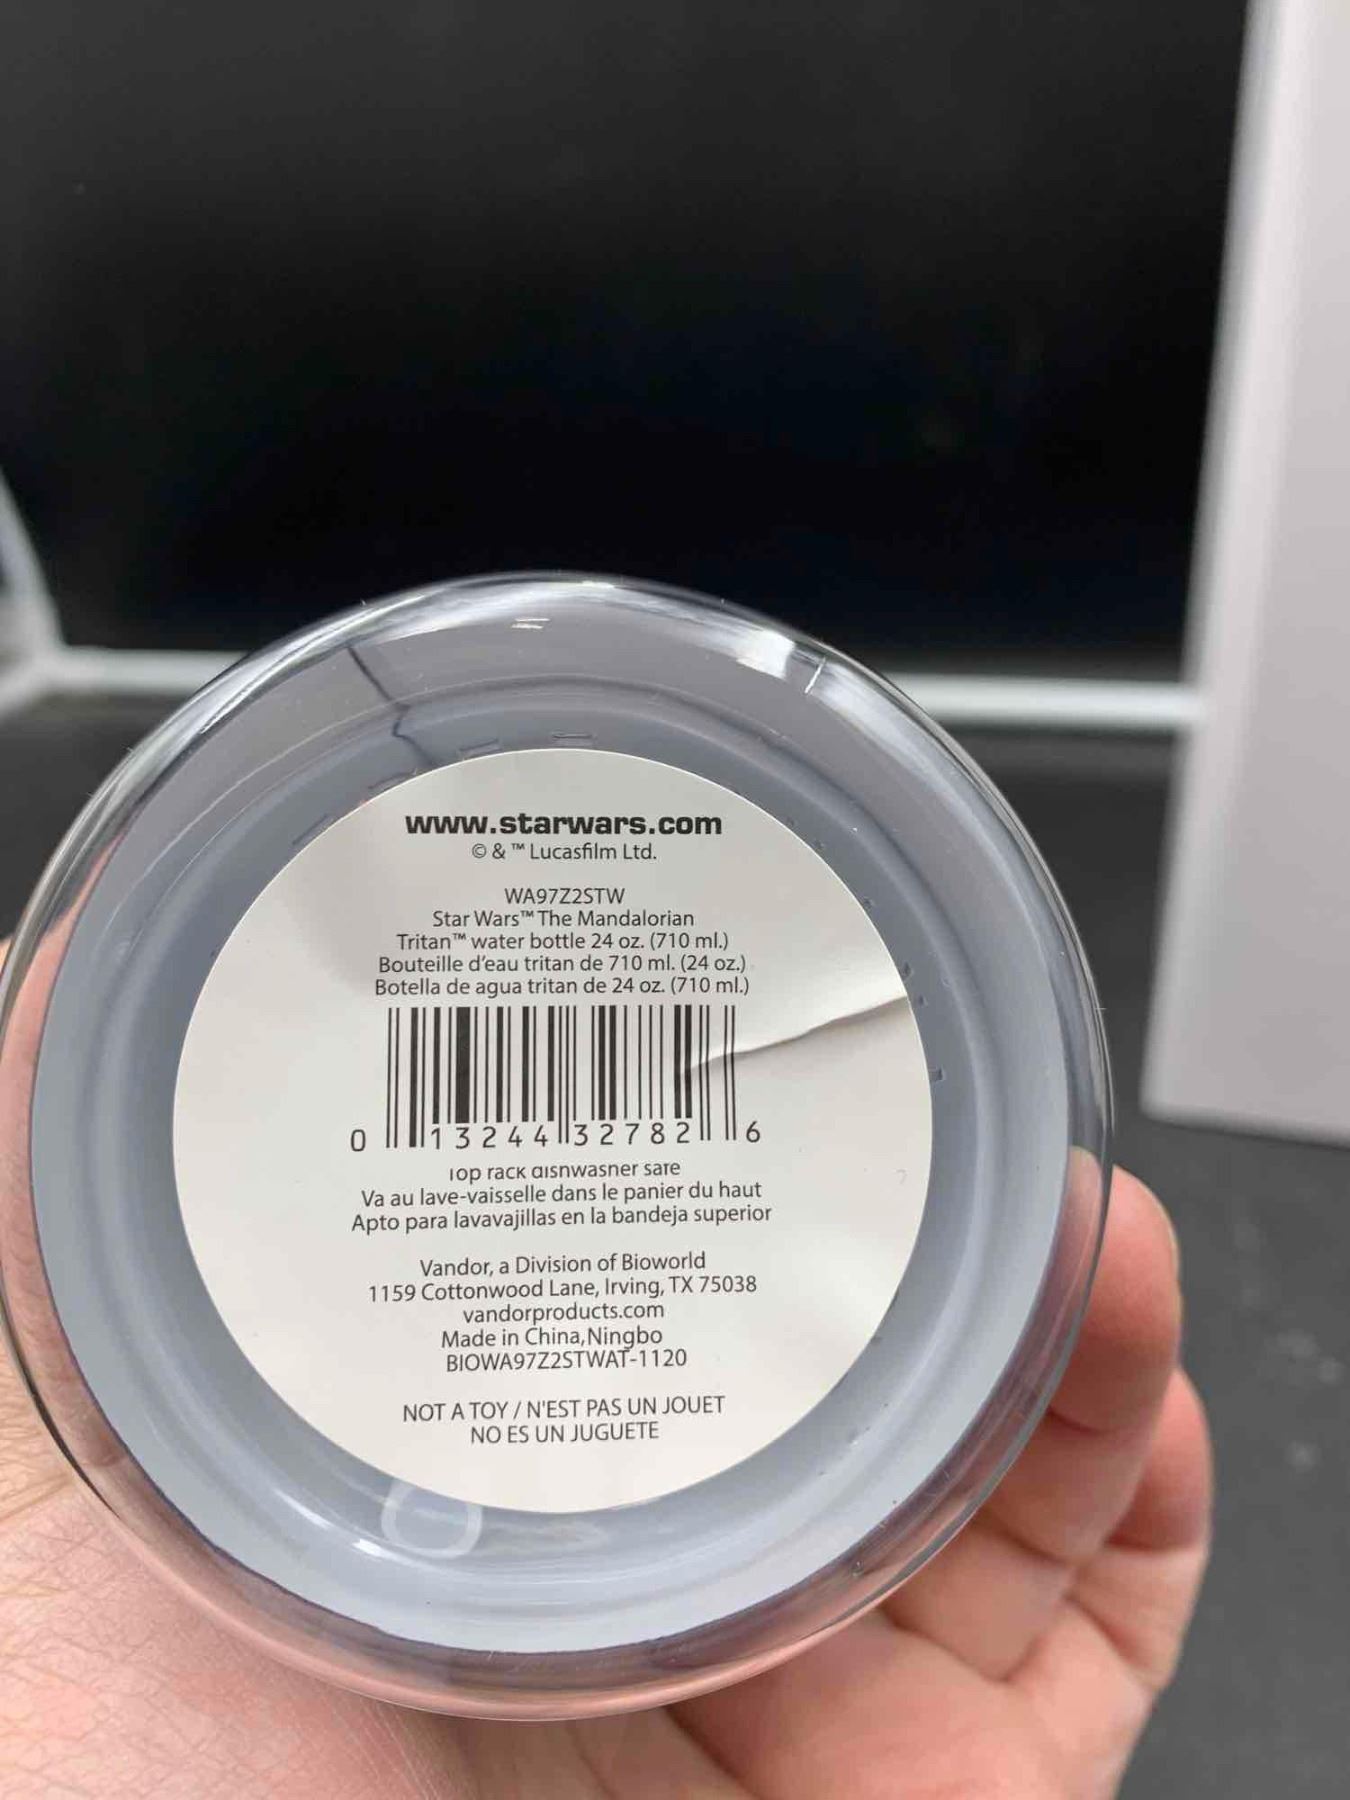 www.starwars.com
© & ™ Lucasfilm Ltd.
WA97Z2STW
Star Wars™ The Mandalorian
Tritan™ water bottle 24 oz. (710 ml.)
Bouteille d'eau tritan de 710 ml. (24 oz.)
Botella de agua tritan de 24 oz. (710 ml.)
0 13244 32782 6
Top rack dishwasher safe
Va au lave-vaisselle dans le panier du haut
Apto para lavavajillas en la bandeja superior
Vandor, a Division of Bioworld
1159 Cottonwood Lane, Irving, TX 75038
vandorproducts.com
Made in China,Ningbo
BIOWA97Z2STWAT-1120
NOT A TOY / N'EST PAS UN JOUET
NO ES UN JUGUETE